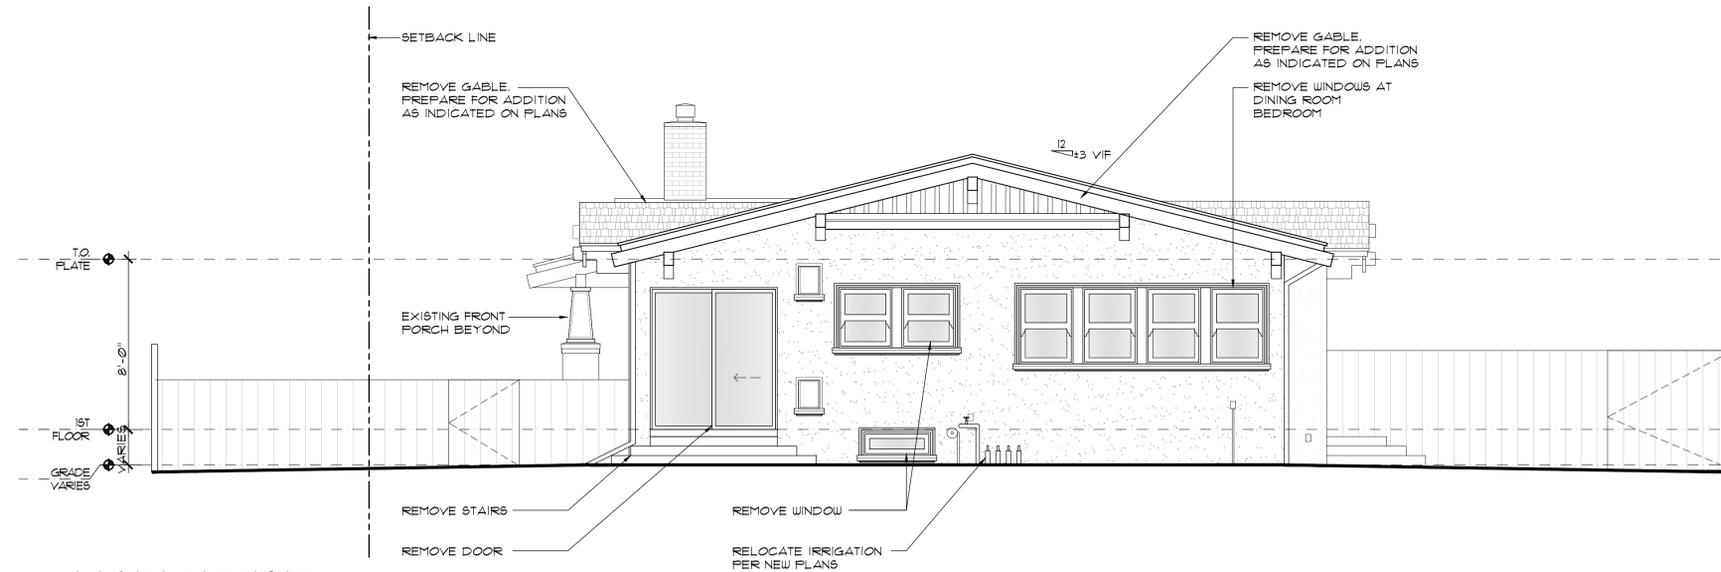 SETBACK LINE
REMOVE GABLE,
PREPARE FOR ADDITION
AS INDICATED ON PLANS
REMOVE GABLE,
PREPARE FOR ADDITION
AS INDICATED ON PLANS
REMOVE WINDOWS AT
DINING ROOM
BEDROOM
12
±3 VIF
T.O.
PLATE
EXISTING FRONT
PORCH BEYOND
8'-0"
1ST
FLOOR
VARIES
GRADE
VARIES
REMOVE STAIRS
REMOVE WINDOW
REMOVE DOOR
RELOCATE IRRIGATION
PER NEW PLANS